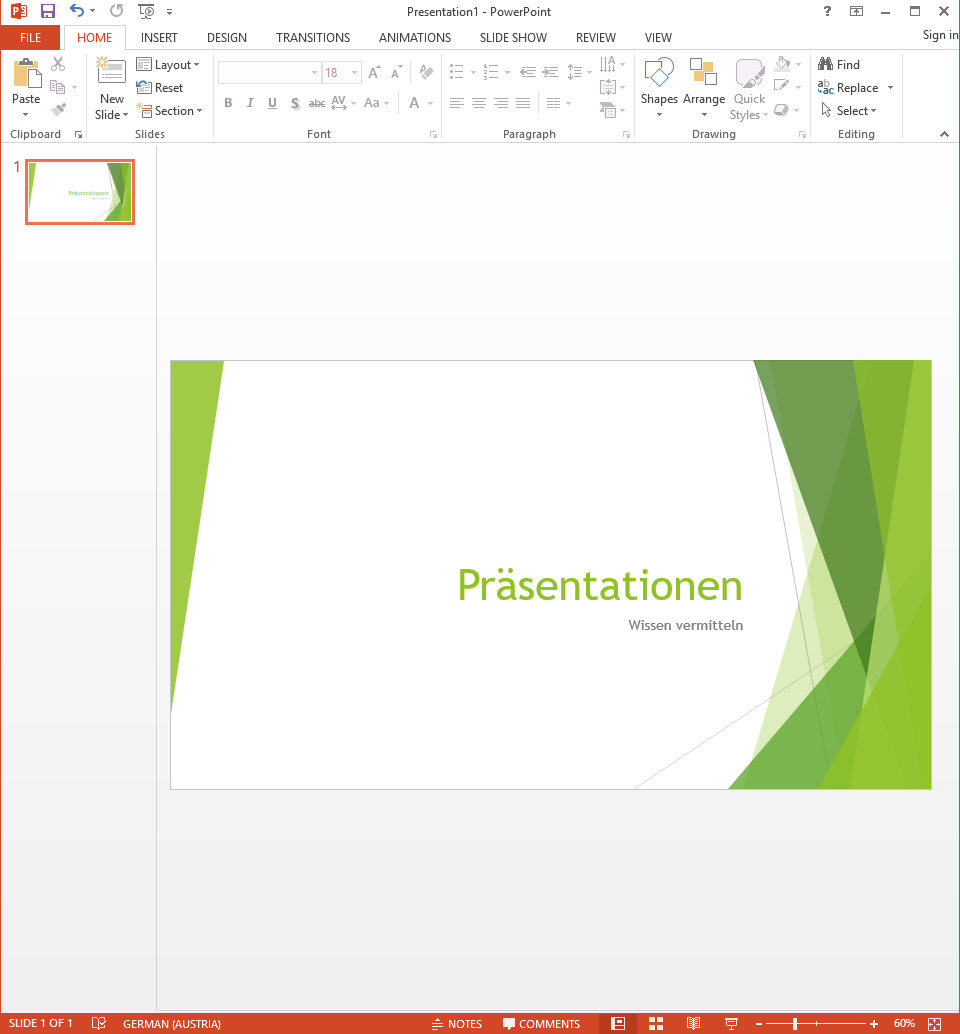 Presentation1 - PowerPoint
?
FILE HOME INSERT DESIGN TRANSITIONS ANIMATIONS SLIDE SHOW REVIEW VIEW Sign in
Paste
New Slide
Layout
Reset
Section
18
A A
B I U S abc AV Aa A
Shapes Arrange Quick Styles
Find
Replace
Select
Clipboard Slides Font Paragraph Drawing Editing
1
Präsentationen
Präsentationen
Wissen vermitteln
SLIDE 1 OF 1 GERMAN (AUSTRIA) NOTES COMMENTS 60%